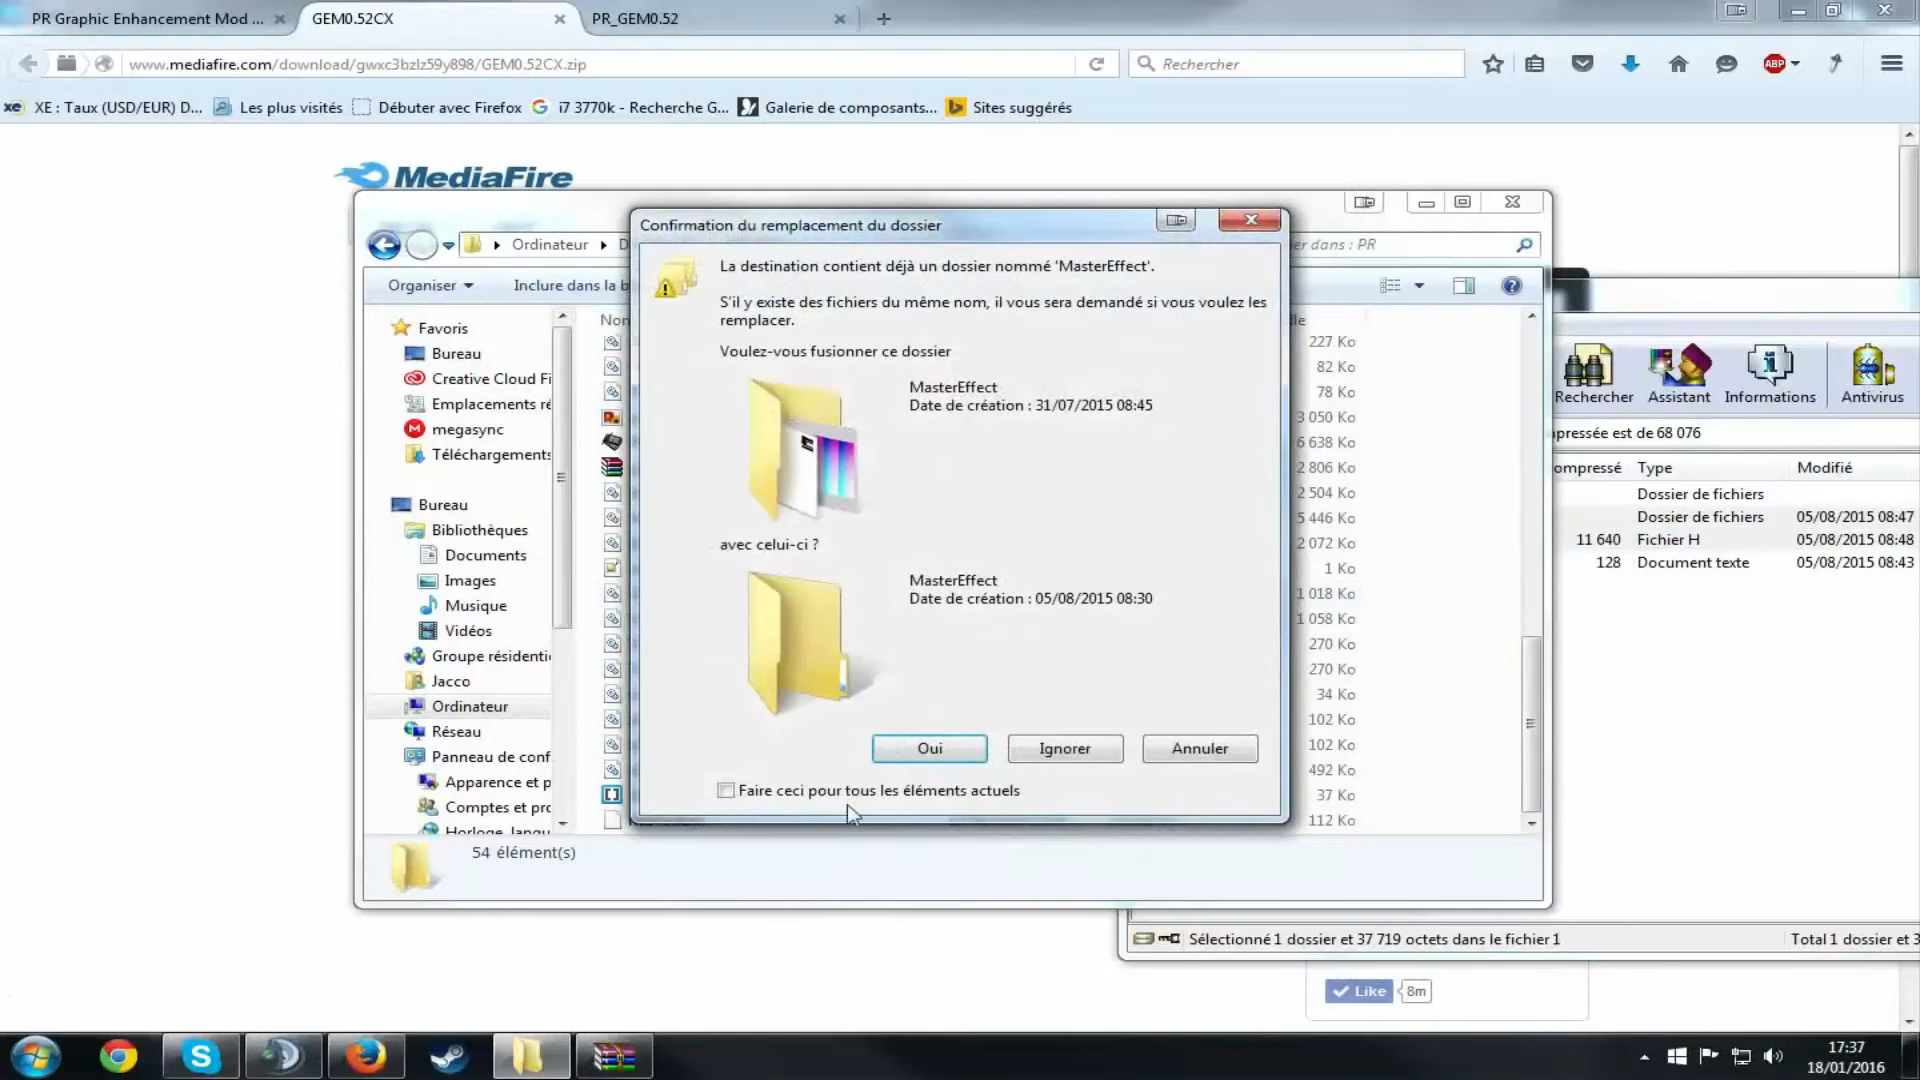 PR Graphic Enhancement Mod ...
GEM0.52CX
PR_GEM0.52
www.mediafire.com/download/gwxc3bzlz59y898/GEM0.52CX.zip
Rechercher
ABP
XE : Taux (USD/EUR) D...
Les plus visités
Débuter avec Firefox
i7 3770k - Recherche G...
Galerie de composants...
Sites suggérés
MediaFire
Confirmation du remplacement du dossier
Ordinateur
er dans : PR
La destination contient déjà un dossier nommé 'MasterEffect'.
S'il y existe des fichiers du même nom, il vous sera demandé si vous voulez les
remplacer.
Voulez-vous fusionner ce dossier
MasterEffect
Date de création : 31/07/2015 08:45
avec celui-ci ?
MasterEffect
Date de création : 05/08/2015 08:30
Oui
Ignorer
Annuler
Faire ceci pour tous les éléments actuels
Organiser
Inclure dans la b
Favoris
Bureau
Creative Cloud Fi
Emplacements ré
megasync
Téléchargements
Bureau
Bibliothèques
Documents
Images
Musique
Vidéos
Groupe résidentie
Jacco
Ordinateur
Réseau
Panneau de conf
Apparence et p
Comptes et pro
Horloge, langu
Non
lle
227 Ko
82 Ko
78 Ko
3 050 Ko
6 638 Ko
2 806 Ko
2 504 Ko
5 446 Ko
2 072 Ko
1 Ko
1 018 Ko
1 058 Ko
270 Ko
270 Ko
34 Ko
102 Ko
102 Ko
492 Ko
37 Ko
112 Ko
54 élément(s)
Rechercher
Assistant
Informations
Antivirus
pressée est de 68 076
ompressé
Type
Modifié
Dossier de fichiers
Dossier de fichiers
05/08/2015 08:47
11 640
Fichier H
05/08/2015 08:48
128
Document texte
05/08/2015 08:43
Sélectionné 1 dossier et 37 719 octets dans le fichier 1
Total 1 dossier et 3
Like
8m
17:37
18/01/2016